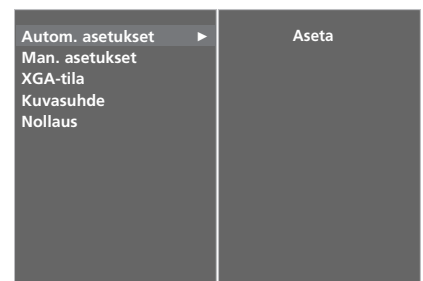 Autom. asetukset ► Aseta
Man. asetukset
XGA-tila
Kuvasuhde
Nollaus